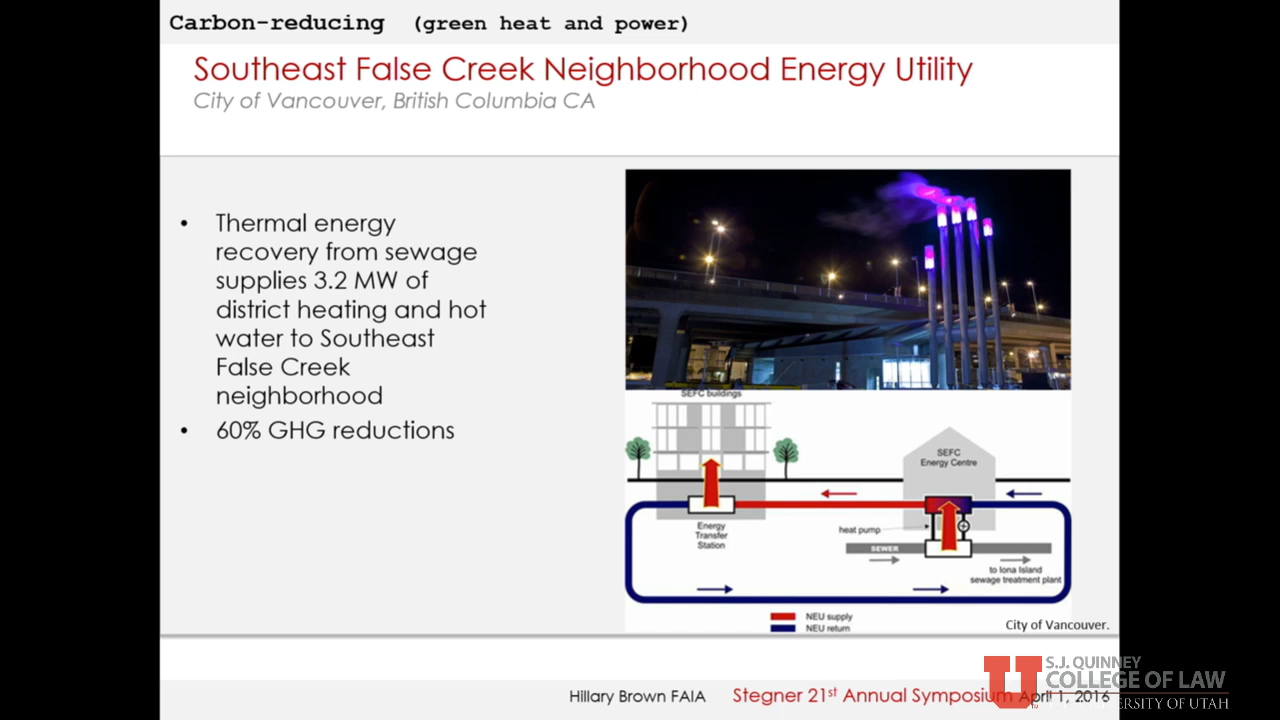 Carbon-reducing (green heat and power)
Southeast False Creek Neighborhood Energy Utility
City of Vancouver, British Columbia CA
• Thermal energy
recovery from sewage
supplies 3.2 MW of
district heating and hot
water to Southeast
False Creek
neighborhood
• 60% GHG reductions
SEFC buildings
SEFC
Energy Centre
Energy
Transfer
Station
heat pump
SEWER
to Iona Island
sewage treatment plant
NEU supply
NEU return
City of Vancouver.
Hillary Brown FAIA Stegner 21st Annual Symposium April 1, 2016
U S.J. QUINNEY
COLLEGE OF LAW
UNIVERSITY OF UTAH